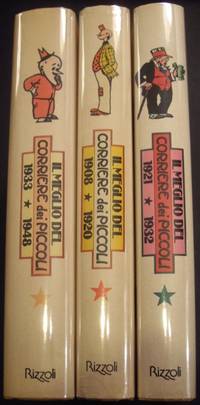 IL MEGLIO DEL
CORRIERE dei PICCOLI
1933 ★ 1948
Rizzoli
IL MEGLIO DEL
CORRIERE dei PICCOLI
1908 ★ 1920
Rizzoli
IL MEGLIO DEL
CORRIERE dei PICCOLI
1921 ★ 1932
Rizzoli